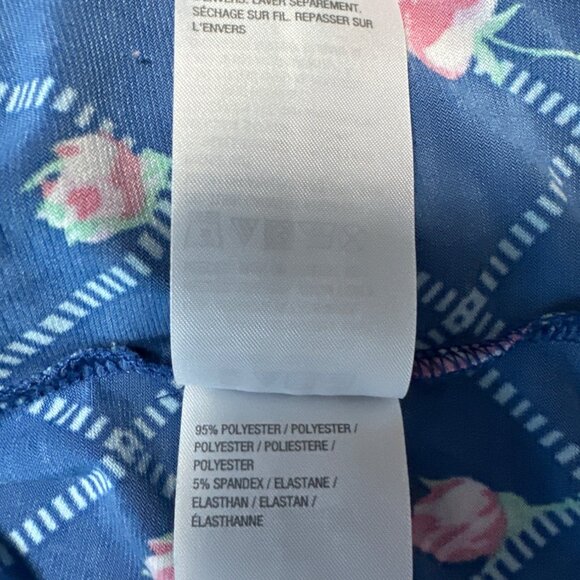 L'ENVERS. LAVER SEPAREMENT.
SÉCHAGE SUR FIL. REPASSER SUR
L'ENVERS
95% POLYESTER / POLYESTER /
POLYESTER / POLIESTERE /
POLYESTER
5% SPANDEX / ELASTANE /
ELASTHAN / ELASTAN /
ÉLASTHANNE